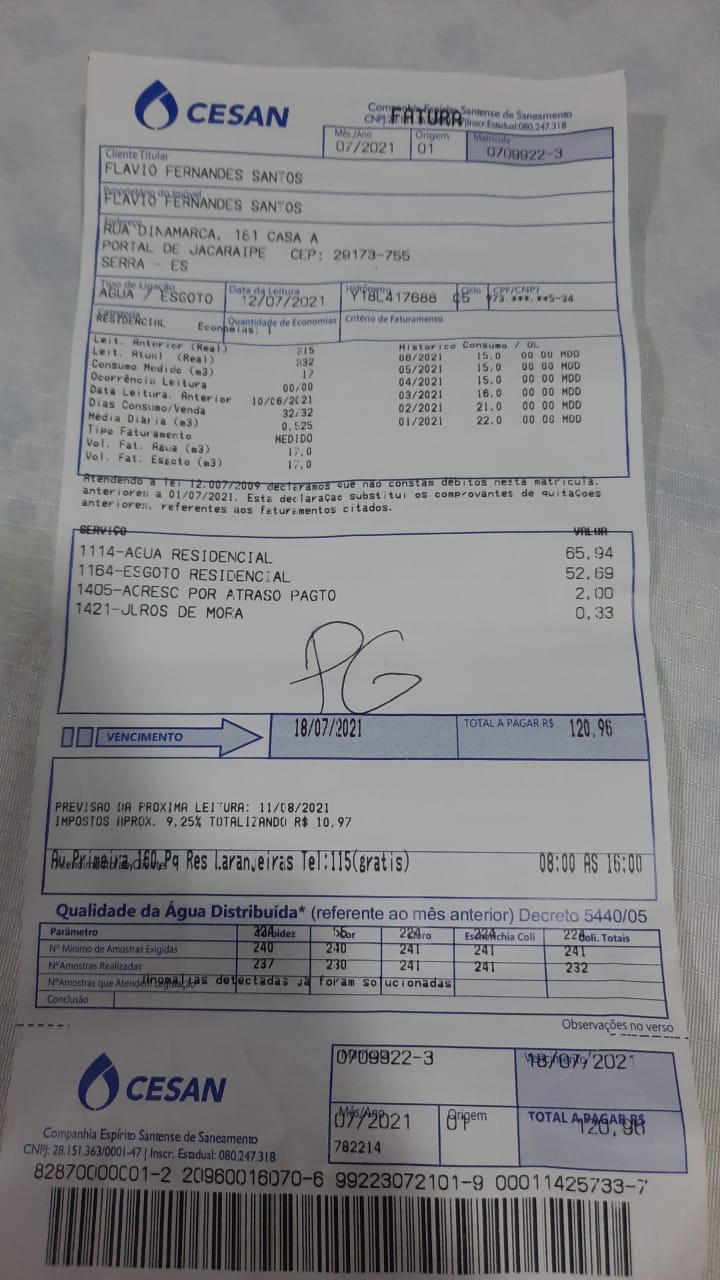 CESAN
Companhia Espírito Santense de Saneamento
FATURA
Inscr. Estadual: 080.247.318
Mês/Ano Origem Matrícula
07/2021 01 0709922-3
Cliente Titular
FLAVIO FERNANDES SANTOS
Proprietário do Imóvel
FLAVIO FERNANDES SANTOS
Endereço
RUA DINAMARCA, 161 CASA A
PORTAL DE JACARAIPE CEP: 29173-755
SERRA - ES
Tipo de Ligação Data da Leitura Hidrômetro Ciclo CPF/CNPJ
AGUA / ESGOTO 12/07/2021 Y18L417688 05 973.***.**5-34
Categoria Quantidade de Economias Critério de Faturamento
RESIDENCIAL Economias: 1
Leit. Anterior (Real) 815
Leit. Atual (Real) 832
Consumo Medido (m3) 17
Ocorrência Leitura 00/00
Data Leitura. Anterior 10/06/2021
Dias Consumo/Venda 32/32
Média Diária (m3) 0,525
Tipo Faturamento MEDIDO
Vol. Fat. Agua (m3) 17,0
Vol. Fat. Esgoto (m3) 17,0
Historico Consumo / OL
06/2021 15,0 00 00 MDD
05/2021 15,0 00 00 MDD
04/2021 15,0 00 00 MDD
03/2021 16,0 00 00 MDD
02/2021 21,0 00 00 MDD
01/2021 22,0 00 00 MDD
Atendendo a lei 12.007/2009 declaramos que não constam débitos nesta matrícula,
anteriores a 01/07/2021. Esta declaração substitui os comprovantes de quitações
anteriores, referentes aos faturamentos citados.
SERVIÇO VALOR
1114-AGUA RESIDENCIAL 65,94
1164-ESGOTO RESIDENCIAL 52,69
1405-ACRESC POR ATRASO PAGTO 2,00
1421-JUROS DE MORA 0,33
PG
VENCIMENTO 18/07/2021 TOTAL A PAGAR R$ 120,96
PREVISAO DA PROXIMA LEITURA: 11/08/2021
IMPOSTOS APROX. 9,25% TOTALIZANDO R$ 10,97
Av Primeira 160-Pq Res Laranjeiras Tel:115(gratis) 08:00 AS 16:00
Qualidade da Água Distribuída* (referente ao mês anterior) Decreto 5440/05
Parâmetro Turbidez Cor Cloro Escherichia Coli Coli. Totais
224 56 224 224 224
Nº Mínimo de Amostras Exigidas 240 240 241 241 241
Nº Amostras Realizadas 237 230 241 241 232
Nº Amostras que Atendem Legislação
Anomalias detectadas já foram solucionadas
Conclusão
Observações no verso
CESAN
Companhia Espírito Santense de Saneamento
CNPJ: 28.151.363/0001-47 | Inscr. Estadual: 080.247.318
Matrícula Vencimento
0709922-3 18/07/2021
Mês/Ano Origem TOTAL A PAGAR R$
07/2021 01 120,96
782214
82870000001-2 20960016070-6 99223072101-9 00011425733-7